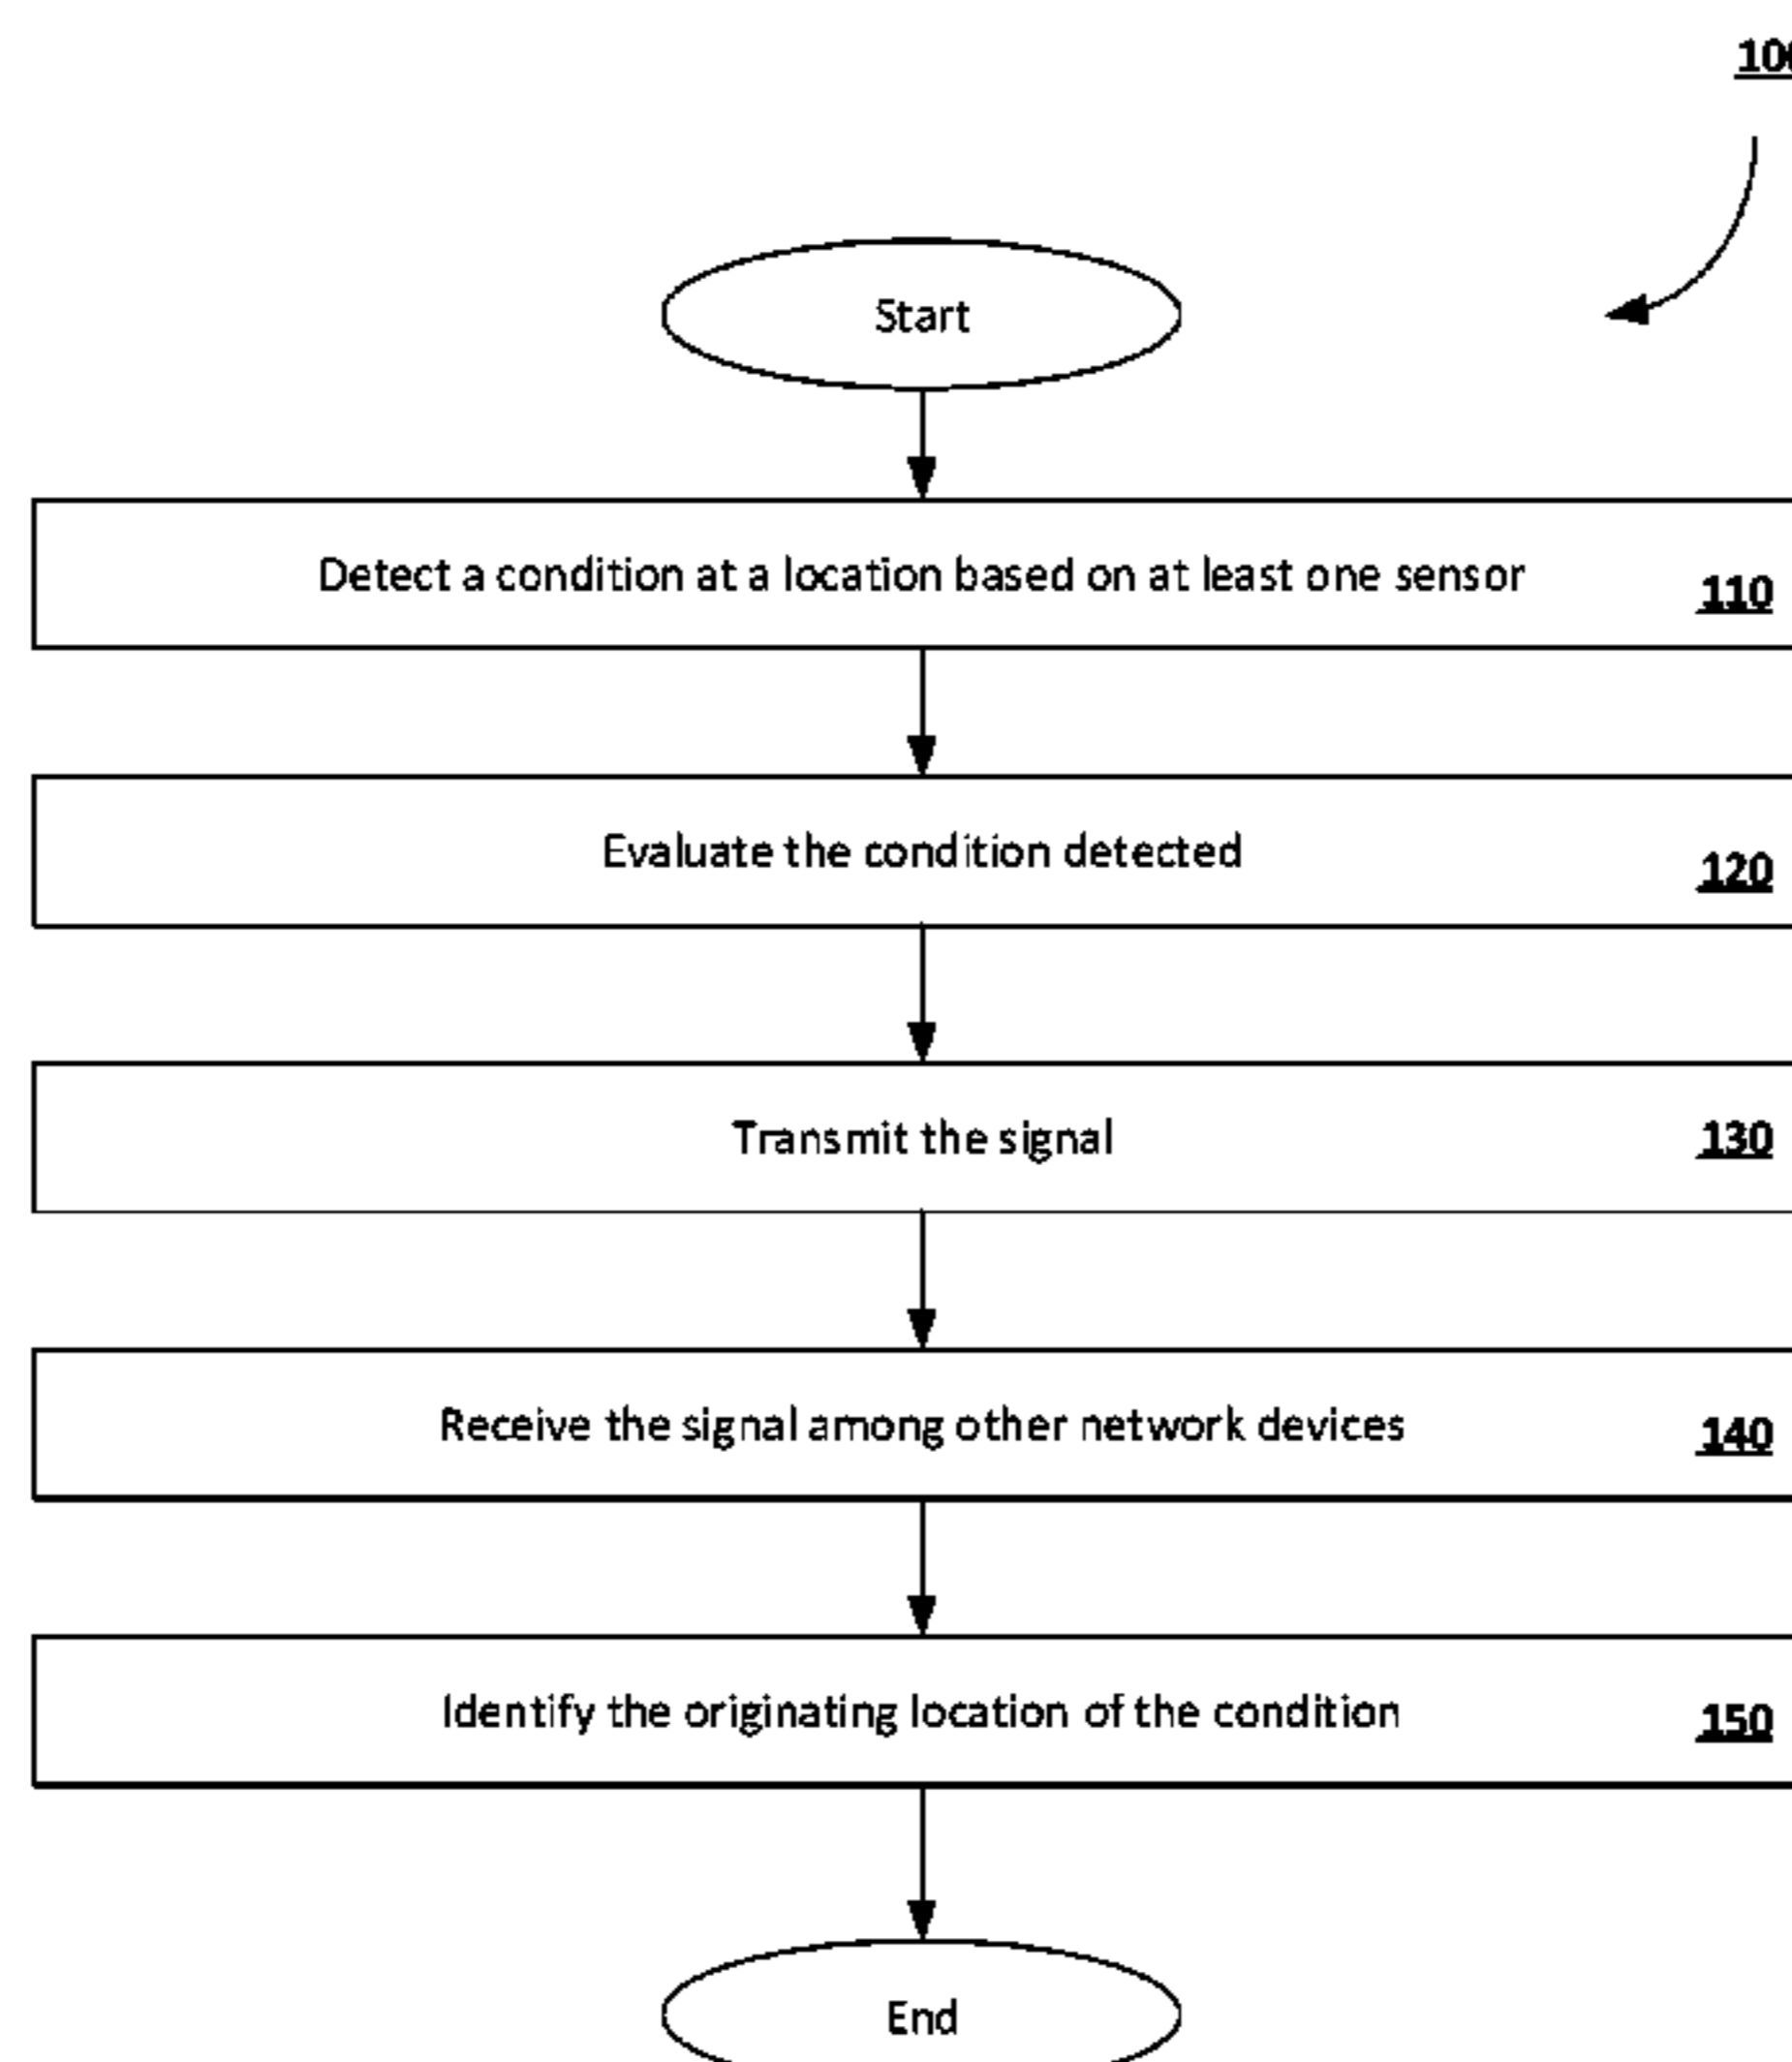 100
Start
Detect a condition at a location based on at least one sensor
110
Evaluate the condition detected
120
Transmit the signal
130
Receive the signal among other network devices
140
Identify the originating location of the condition
150
End